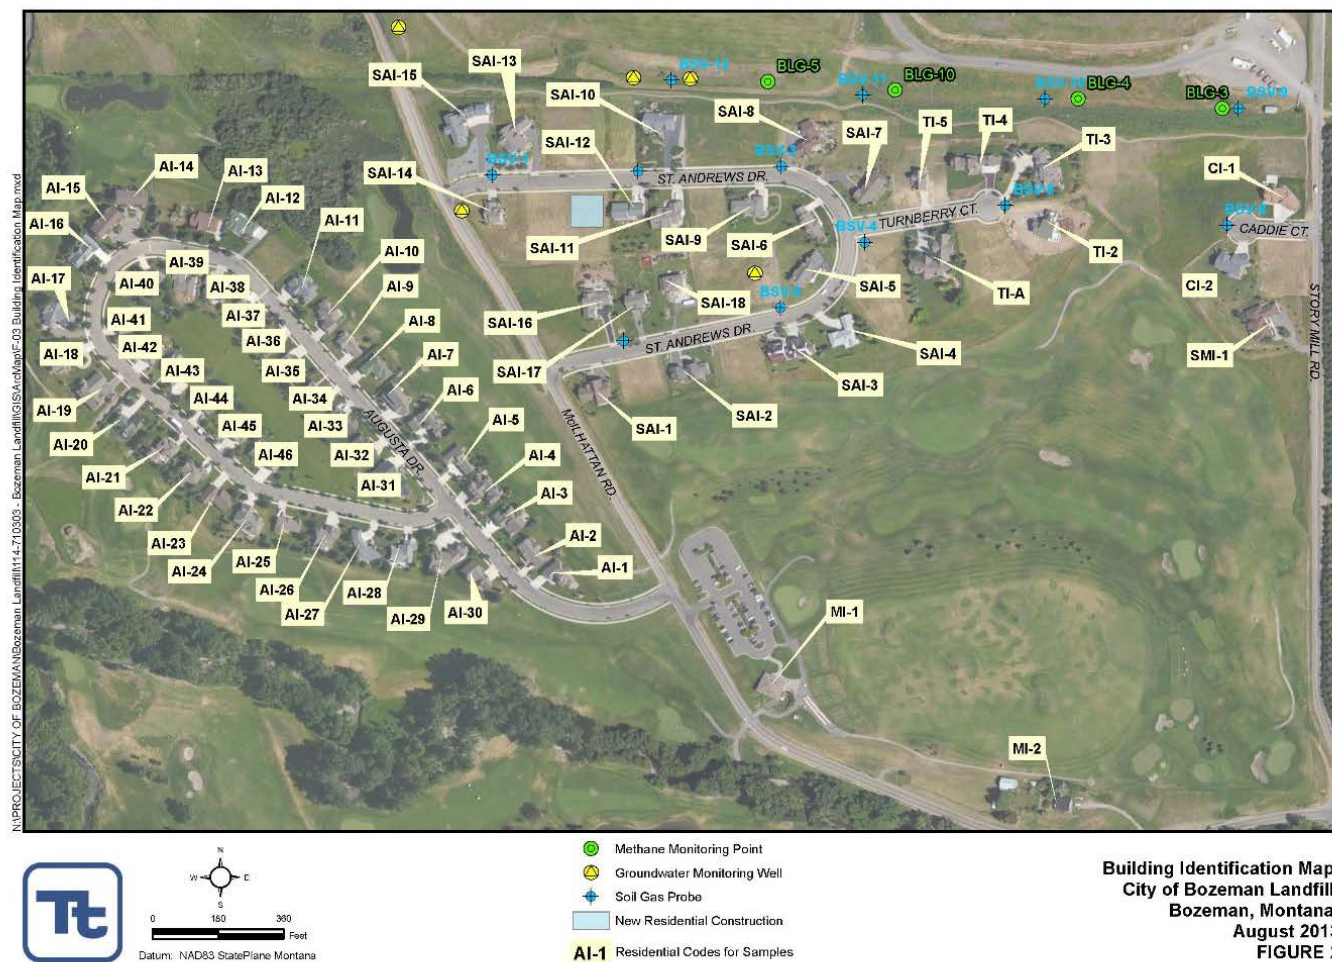 BSV-12
BLG-5
BSV-11
BLG-10
BSV-10
BLG-4
BLG-3
BSV-9
SAI-15
SAI-13
SAI-10
SAI-8
SAI-7
TI-5
TI-4
TI-3
SAI-12
BSV-1
BSV-3
ST. ANDREWS DR.
SAI-14
CI-1
BSV-6
TURNBERRY CT.
BSV-4
CADDIE CT.
SAI-11
SAI-9
SAI-6
TI-2
SAI-18
SAI-5
TI-A
CI-2
SAI-16
ST. ANDREWS DR.
SAI-4
SMI-1
STORY MILL RD.
SAI-17
SAI-3
SAI-1
SAI-2
McILHATTAN RD.
AI-14
AI-13
AI-15
AI-12
AI-16
AI-11
AI-10
AI-39
AI-40
AI-38
AI-17
AI-9
AI-37
AI-41
AI-8
AI-36
AI-42
AI-18
AI-7
AI-43
AI-35
AI-6
AI-44
AI-34
AI-19
AI-5
AI-33
AI-20
AI-45
AUGUSTA DR.
AI-32
AI-46
AI-4
AI-21
AI-31
AI-3
AI-22
AI-2
AI-23
AI-25
AI-24
AI-1
AI-26
AI-28
AI-30
AI-27
AI-29
MI-1
MI-2
Tt
N
W E
S
0 180 360
Feet
Datum: NAD83 StatePlane Montana
Methane Monitoring Point
Groundwater Monitoring Well
Soil Gas Probe
New Residential Construction
AI-1 Residential Codes for Samples
Building Identification Map
City of Bozeman Landfill
Bozeman, Montana
August 2013
FIGURE